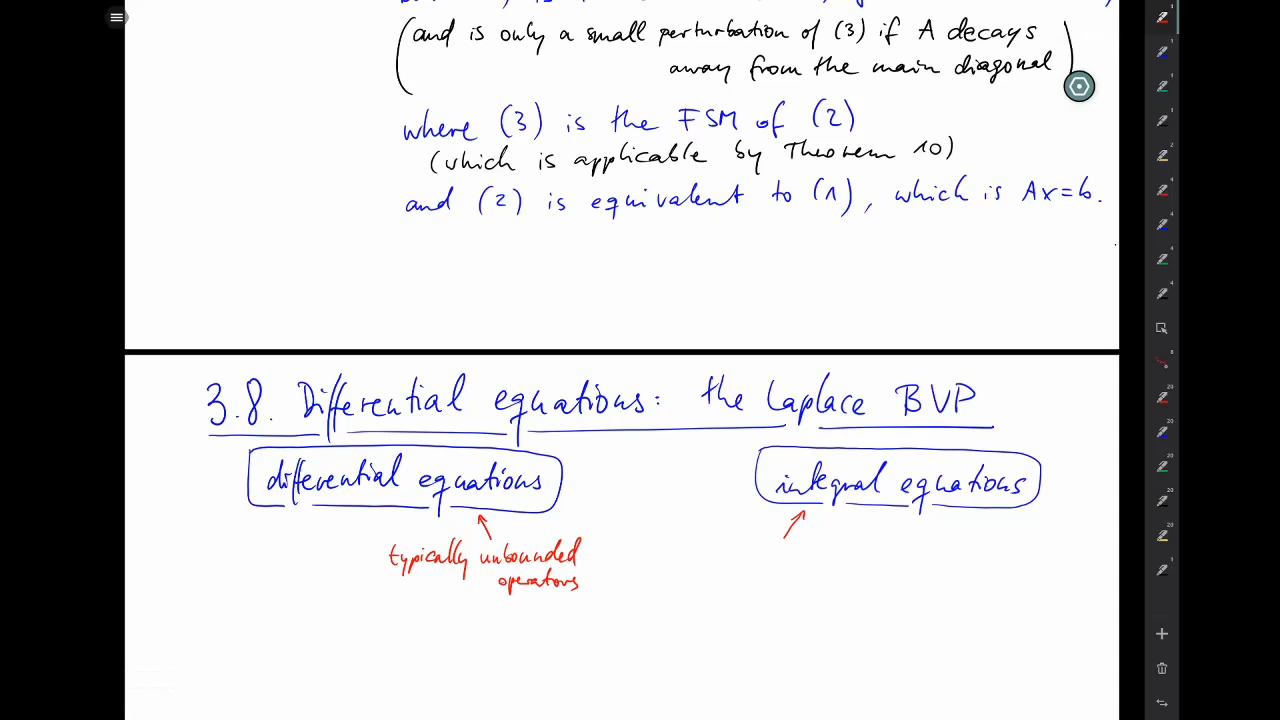 (and is only a small perturbation of (3) if A decays
away from the main diagonal)
where (3) is the FSM of (2)
(which is applicable by Theorem 10)
and (2) is equivalent to (1), which is Ax=b.
3.8. Differential equations: the Laplace BVP
differential equations
integral equations
typically unbounded
operators